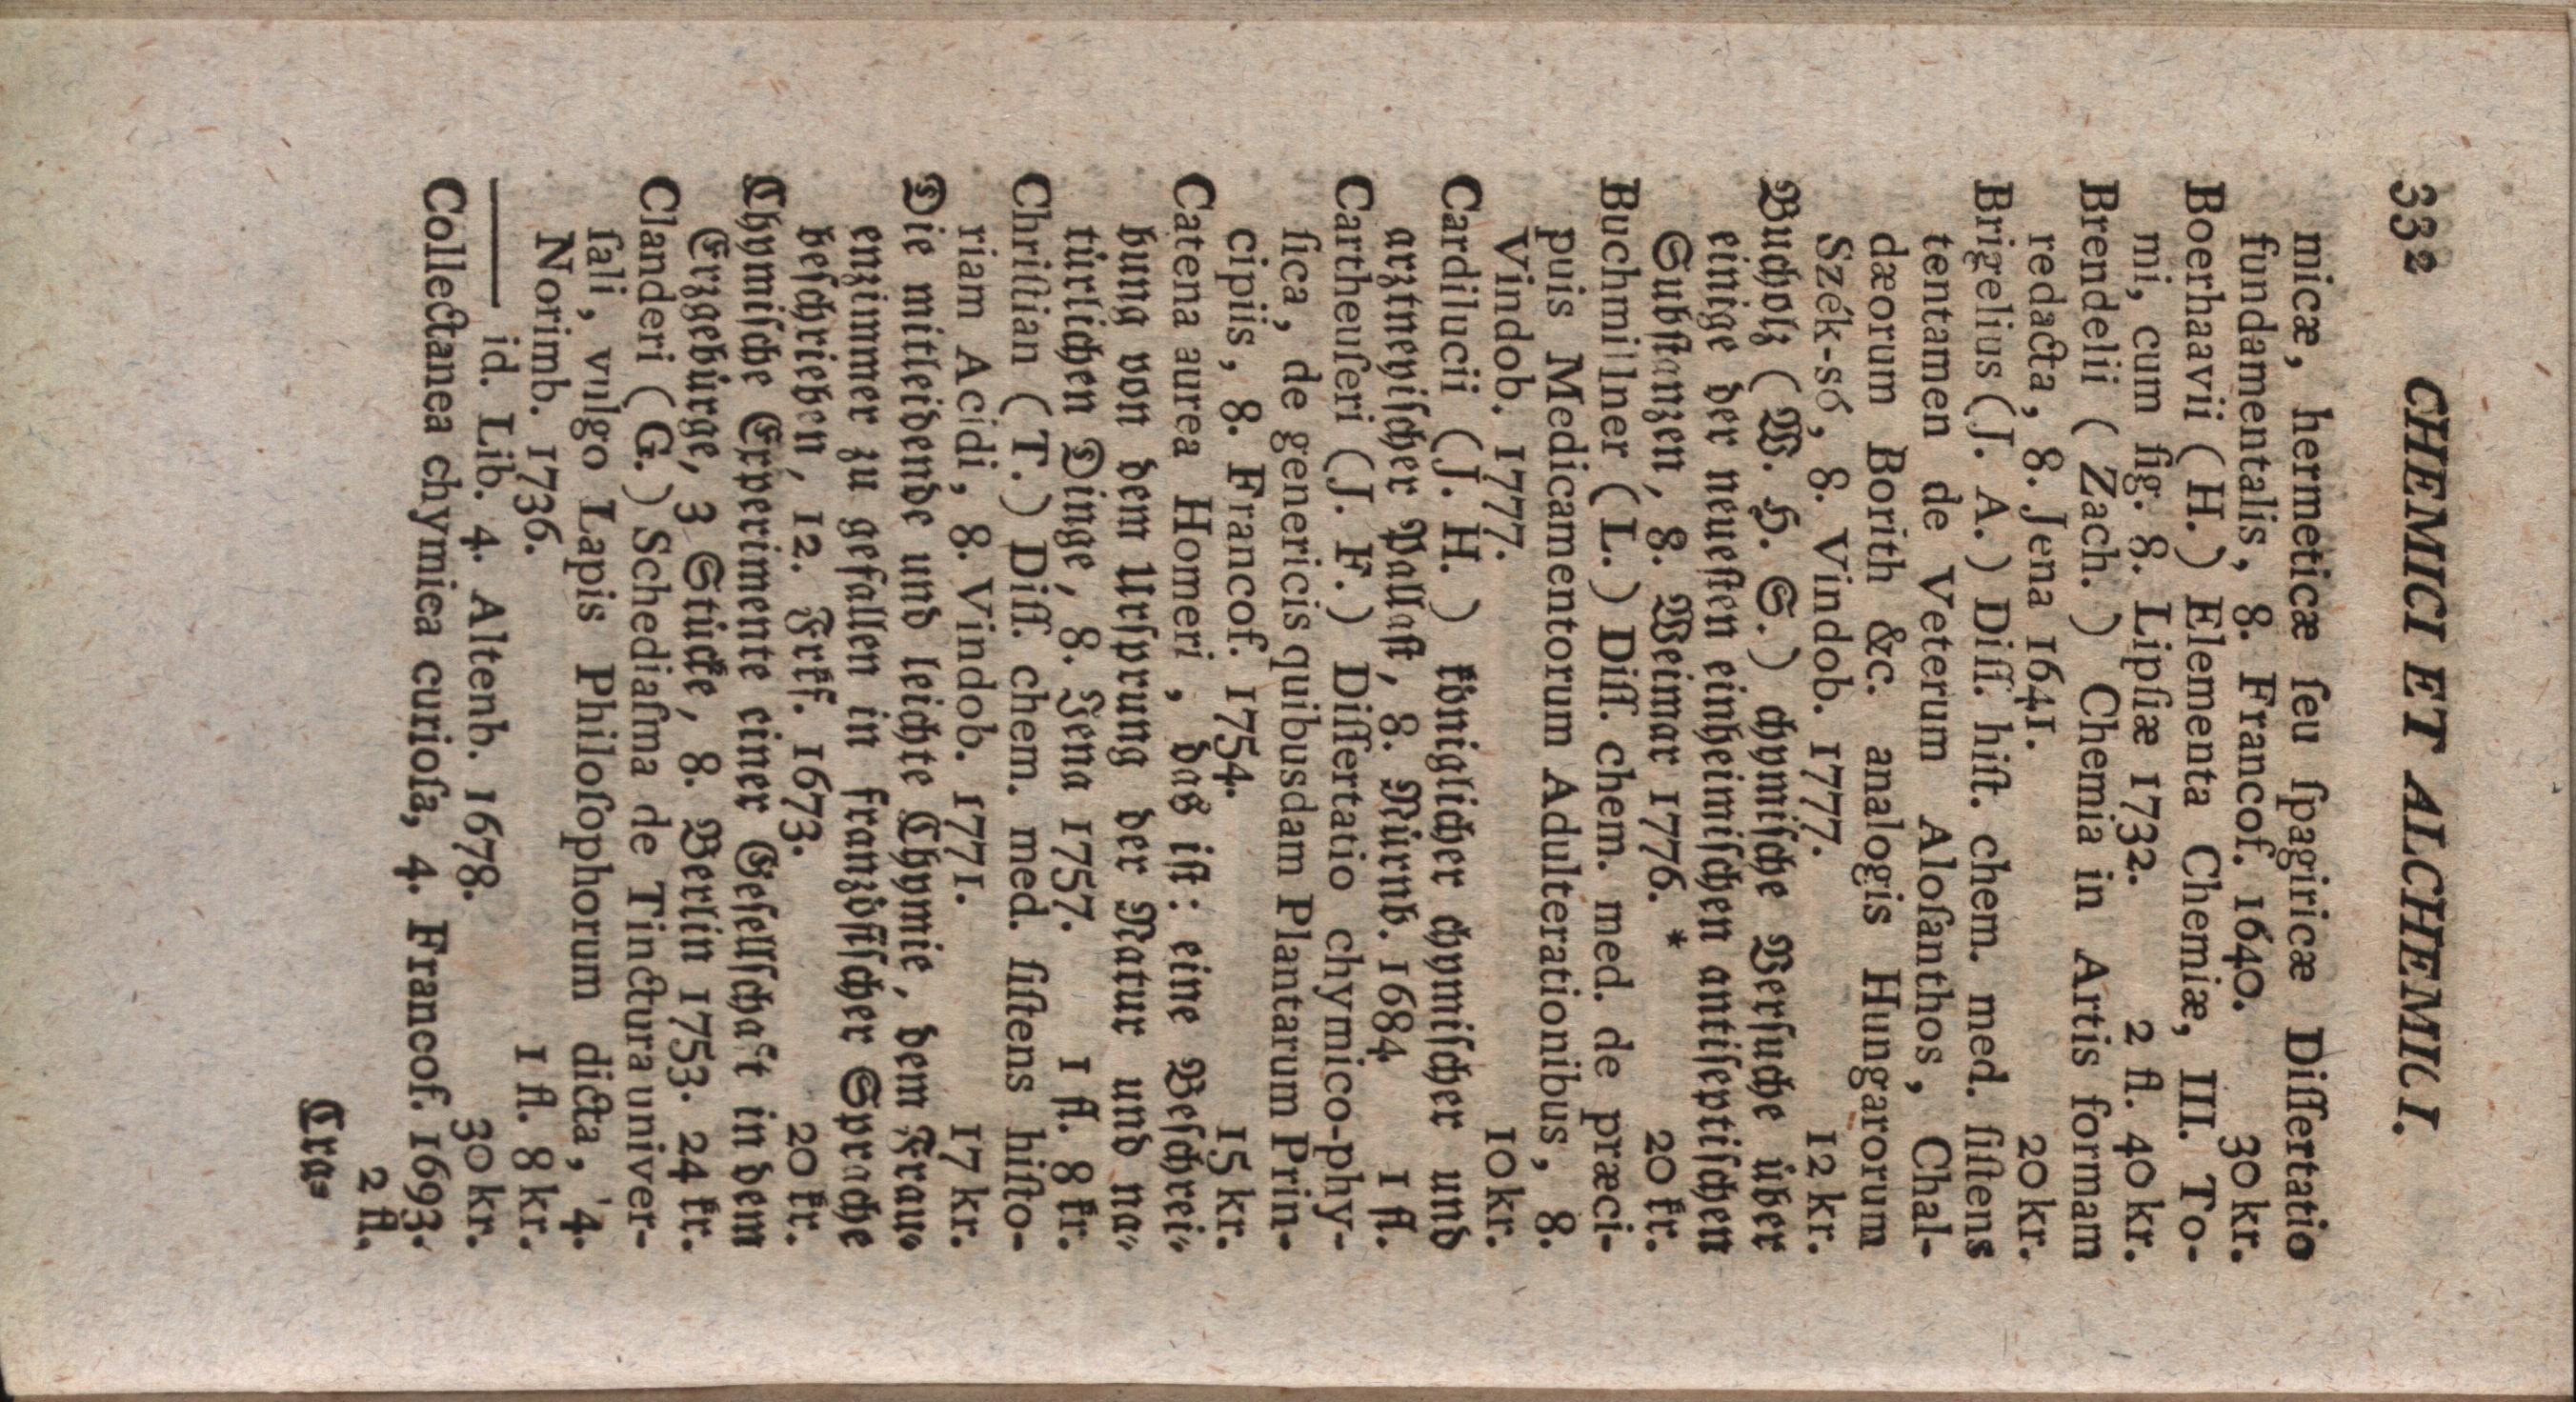 332 CHEMICI ET ALCHEMICI.
micæ, hermeticæ ſeu ſpagiricæ Diſſertatio
fundamentalis, 8. Francof. 1640. 30 kr.
Boerhaavii (H.) Elementa Chemiæ, III. To-
mi, cum fig. 8. Lipſiæ 1732. 2 fl. 40 kr.
Brendelii (Zach.) Chemia in Artis formam
redacta, 8. Jena 1641. 20 kr.
Brigelius (J. A.) Diſſ. hiſt. chem. med. ſiſtens
tentamen de Veterum Aloſanthos, Chal-
dæorum Borith &c. analogis Hungarorum
Szék-só, 8. Vindob. 1777. 12 kr.
Buchol&#x7A; (W. H. S.) chymiſche Verſuche über
einige der neueſten einheimiſchen antiſeptiſchen
Subſtanzen, 8. Weimar 1776. * 20 kr.
Buchmillner (L.) Diſſ. chem. med. de præci-
puis Medicamentorum Adulterationibus, 8.
Vindob. 1777. 10 kr.
Cardilucii (J. H.) königlicher chymiſcher und
arztneyiſcher Pallaſt, 8. Nürnb. 1684. 1 fl.
Cartheuſeri (J. F.) Diſſertatio chymico-phy-
ſica, de genericis quibusdam Plantarum Prin-
cipiis, 8. Francof. 1754. 15 kr.
Catena aurea Homeri, das iſt: eine Beſchrei-
bung von dem Urſprung der Natur und na-
türlichen Dinge, 8. Jena 1757. 1 fl. 8 kr.
Chriſtian (T.) Diſſ. chem. med. ſiſtens hiſto-
riam Acidi, 8. Vindob. 1771. 17 kr.
Die mitleidende und leichte Chymie, dem Frau-
enzimmer zu gefallen in franzöſiſcher Sprache
beſchrieben, 12. Frkf. 1673. 20 kr.
Chymiſche Experimente einer Geſellſchaft in dem
Erzgebürge, 3 Stücke, 8. Berlin 1753. 24 kr.
Clanderi (G.) Schediaſma de Tinctura univer-
ſali, vulgo Lapis Philoſophorum dicta, 4.
Norimb. 1736. 1 fl. 8 kr.
——— id. Lib. 4. Altenb. 1678. 30 kr.
Collectanea chymica curioſa, 4. Francof. 1693.
2 fl.
Cra-